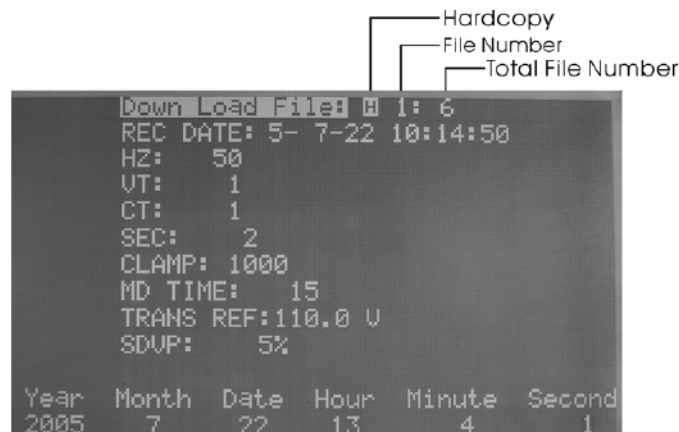 Hardcopy
File Number
Total File Number
Down Load File: H 1: 6
REC DATE: 5- 7-22 10:14:50
HZ: 50
VT: 1
CT: 1
SEC: 2
CLAMP: 1000
MD TIME: 15
TRANS REF:110.0 V
SDVP: 5%
Year Month Date Hour Minute Second
2005 7 22 13 4 1